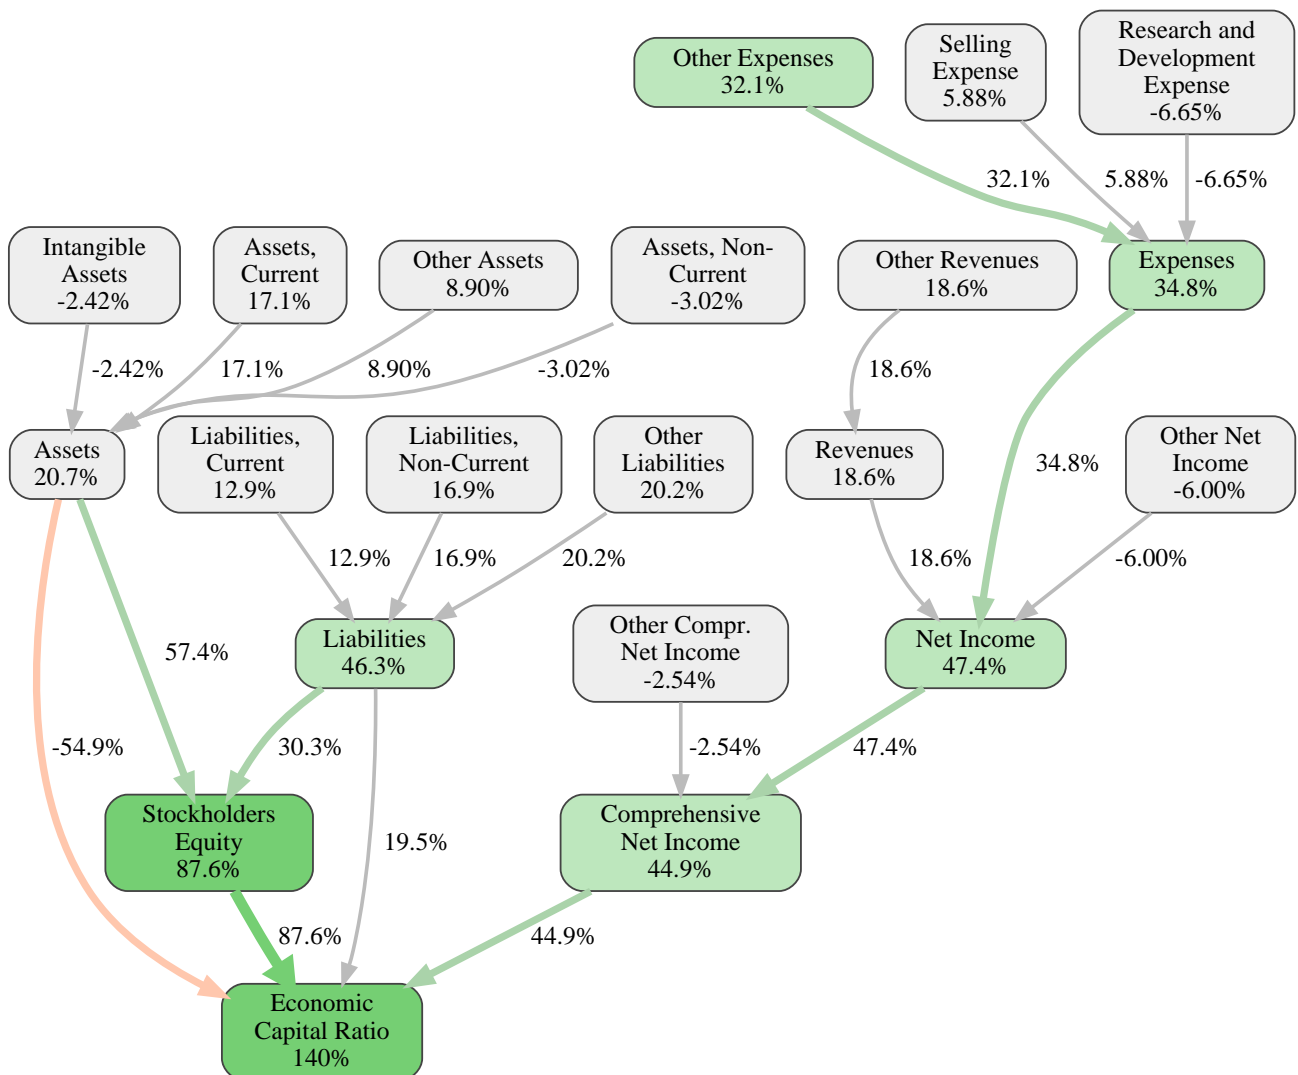 Other Expenses
32.1%
Selling
Expense
5.88%
Research and
Development
Expense
-6.65%
32.1%
5.88%
-6.65%
Intangible
Assets
-2.42%
Assets,
Current
17.1%
Other Assets
8.90%
Assets, Non-
Current
-3.02%
Other Revenues
18.6%
Expenses
34.8%
-2.42%
17.1%
8.90%
-3.02%
18.6%
Assets
20.7%
Liabilities,
Current
12.9%
Liabilities,
Non-Current
16.9%
Other
Liabilities
20.2%
Revenues
18.6%
34.8%
Other Net
Income
-6.00%
12.9%
16.9%
20.2%
18.6%
-6.00%
57.4%
Liabilities
46.3%
Other Compr.
Net Income
-2.54%
Net Income
47.4%
-54.9%
30.3%
-2.54%
47.4%
Stockholders
Equity
87.6%
19.5%
Comprehensive
Net Income
44.9%
87.6%
44.9%
Economic
Capital Ratio
140%